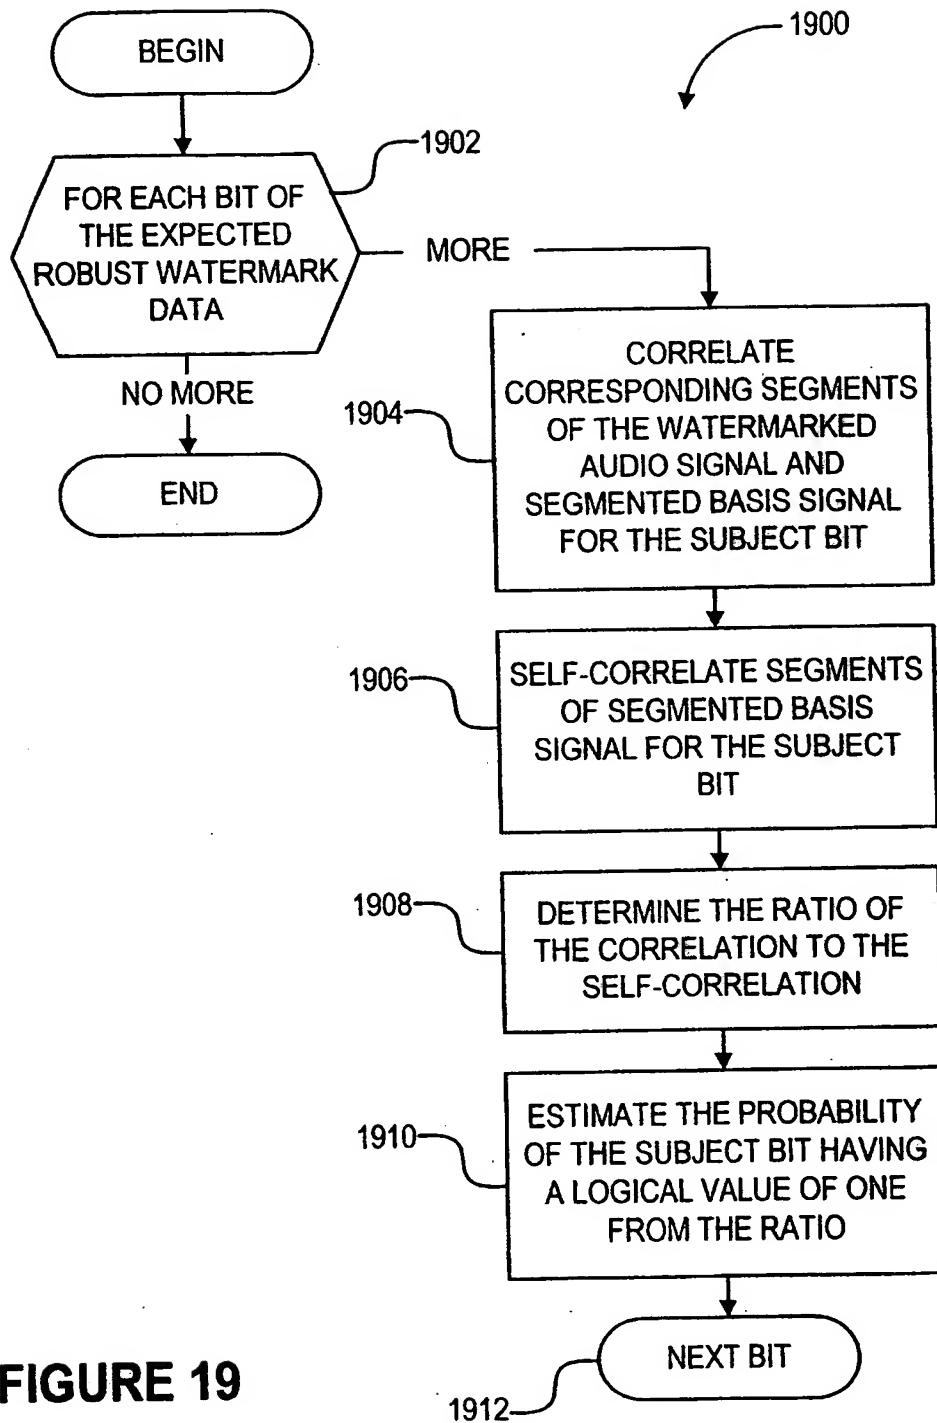 BEGIN
1900
1902
FOR EACH BIT OF
THE EXPECTED
ROBUST WATERMARK
DATA
MORE
NO MORE
END
1904
CORRELATE
CORRESPONDING SEGMENTS
OF THE WATERMARKED
AUDIO SIGNAL AND
SEGMENTED BASIS SIGNAL
FOR THE SUBJECT BIT
1906
SELF-CORRELATE SEGMENTS
OF SEGMENTED BASIS
SIGNAL FOR THE SUBJECT
BIT
1908
DETERMINE THE RATIO OF
THE CORRELATION TO THE
SELF-CORRELATION
1910
ESTIMATE THE PROBABILITY
OF THE SUBJECT BIT HAVING
A LOGICAL VALUE OF ONE
FROM THE RATIO
NEXT BIT
1912
FIGURE 19